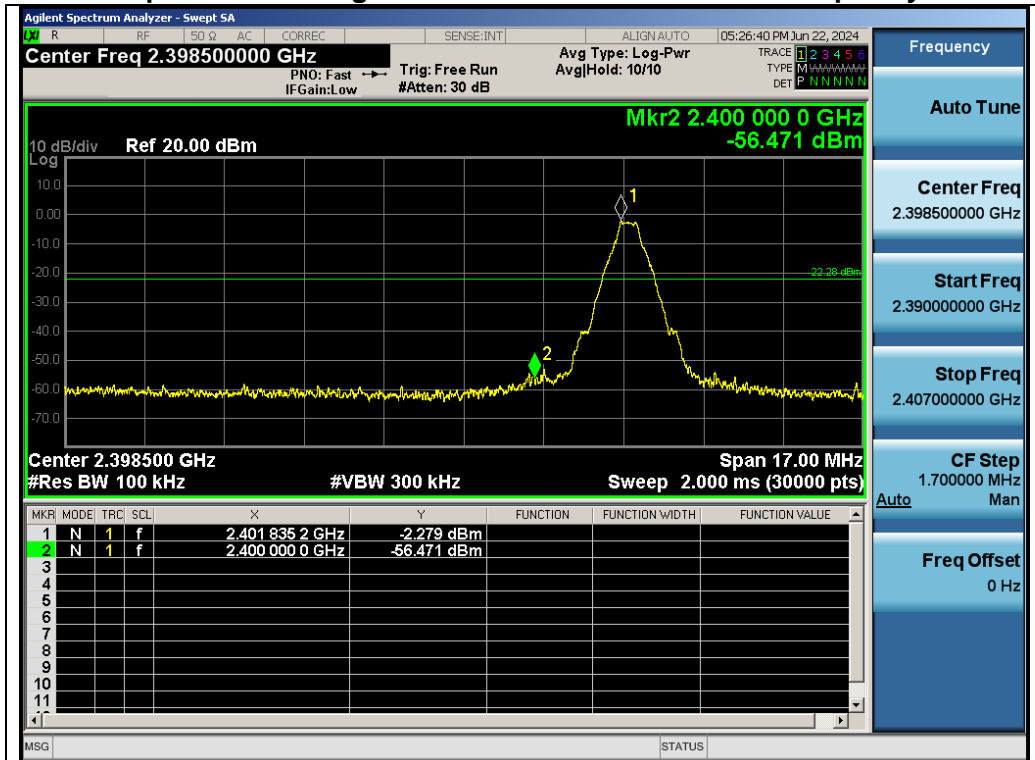 Agilent Spectrum Analyzer - Swept SA
LXI R RF 50 Ω AC CORREC SENSE:INT ALIGN AUTO 05:26:40 PM Jun 22, 2024
Center Freq 2.398500000 GHz
PNO: Fast
IFGain:Low
Trig: Free Run
#Atten: 30 dB
Avg Type: Log-Pwr
Avg|Hold: 10/10
TRACE 1 2 3 4 5 6
TYPE M WWWWW
DET P N N N N N
Mkr2 2.400 000 0 GHz
-56.471 dBm
10 dB/div Ref 20.00 dBm
Log
10.0
0.00
-10.0
-20.0
-30.0
-40.0
-50.0
-60.0
-70.0
1
2
-22.28 dBm
Center 2.398500 GHz Span 17.00 MHz
#Res BW 100 kHz #VBW 300 kHz Sweep 2.000 ms (30000 pts)
MKR MODE TRC SCL X Y FUNCTION FUNCTION WIDTH FUNCTION VALUE
1 N 1 f 2.401 835 2 GHz -2.279 dBm
2 N 1 f 2.400 000 0 GHz -56.471 dBm
3
4
5
6
7
8
9
10
11
MSG STATUS
Frequency
Auto Tune
Center Freq
2.398500000 GHz
Start Freq
2.390000000 GHz
Stop Freq
2.407000000 GHz
CF Step
1.700000 MHz
Auto Man
Freq Offset
0 Hz